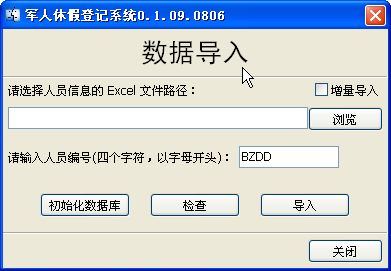 军人休假登记系统0.1.09.0806
数据导入
请选择人员信息的 Excel 文件路径：
增量导入
浏览
请输入人员编号(四个字符，以字母开头)：
BZDD
初始化数据库
检查
导入
关闭